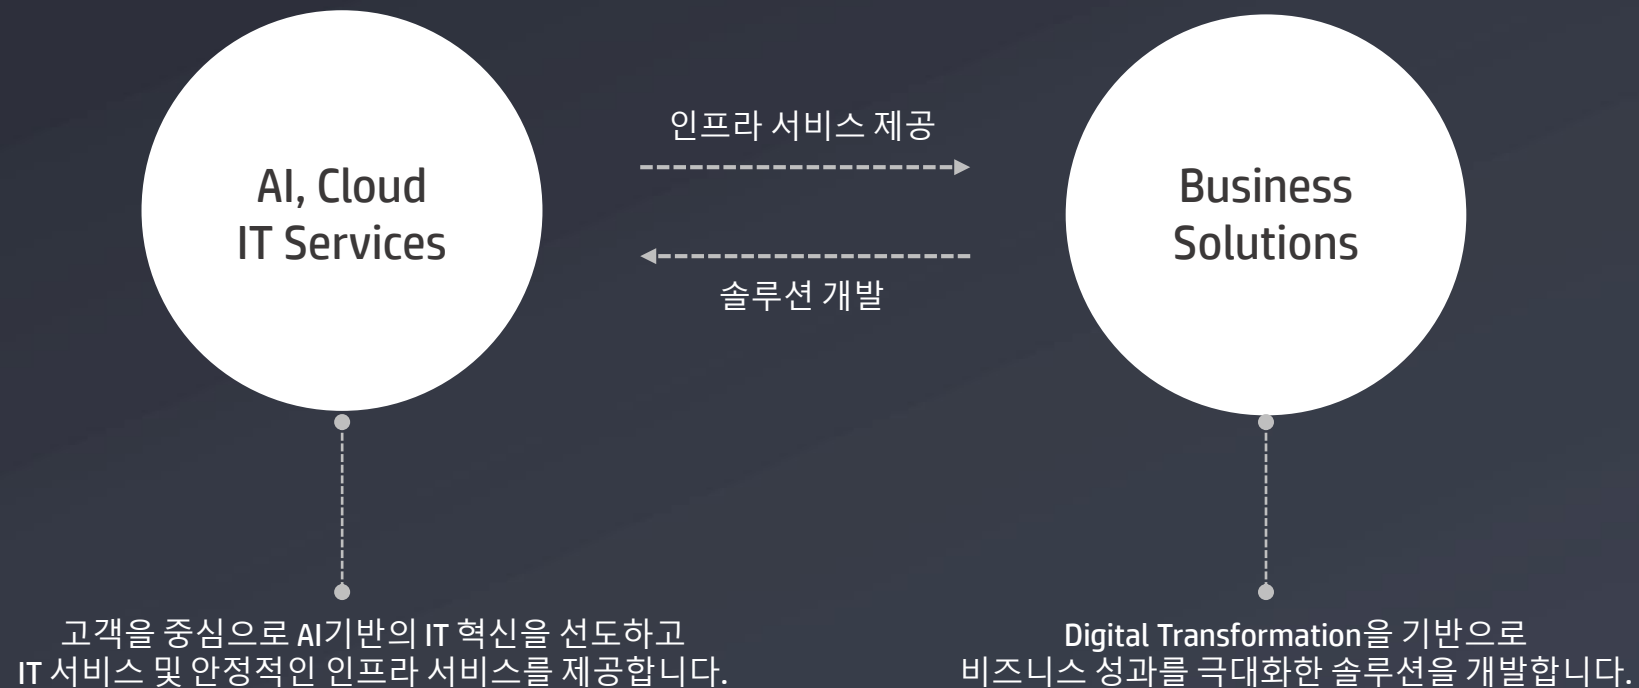 AI, Cloud
IT Services
인프라 서비스 제공
솔루션 개발
Business
Solutions
고객을 중심으로 AI기반의 IT 혁신을 선도하고
IT 서비스 및 안정적인 인프라 서비스를 제공합니다.
Digital Transformation을 기반으로
비즈니스 성과를 극대화한 솔루션을 개발합니다.